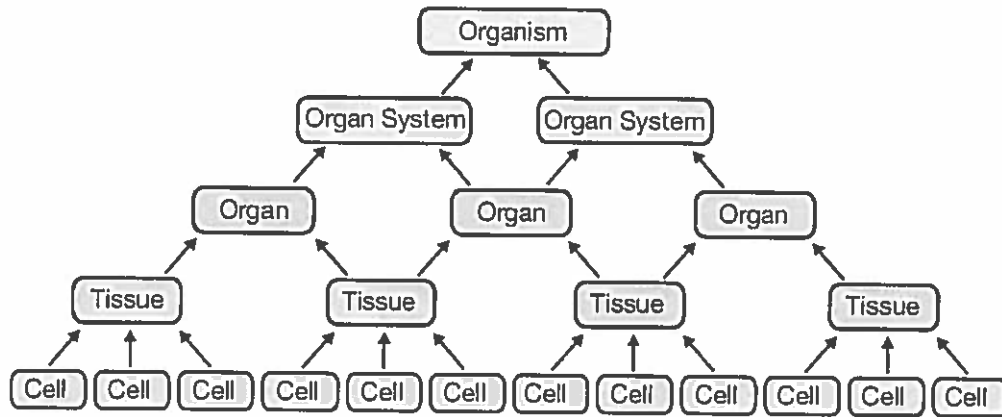 Organism
Organ System Organ System
Organ Organ Organ
Tissue Tissue Tissue Tissue
Cell Cell Cell Cell Cell Cell Cell Cell Cell Cell Cell Cell